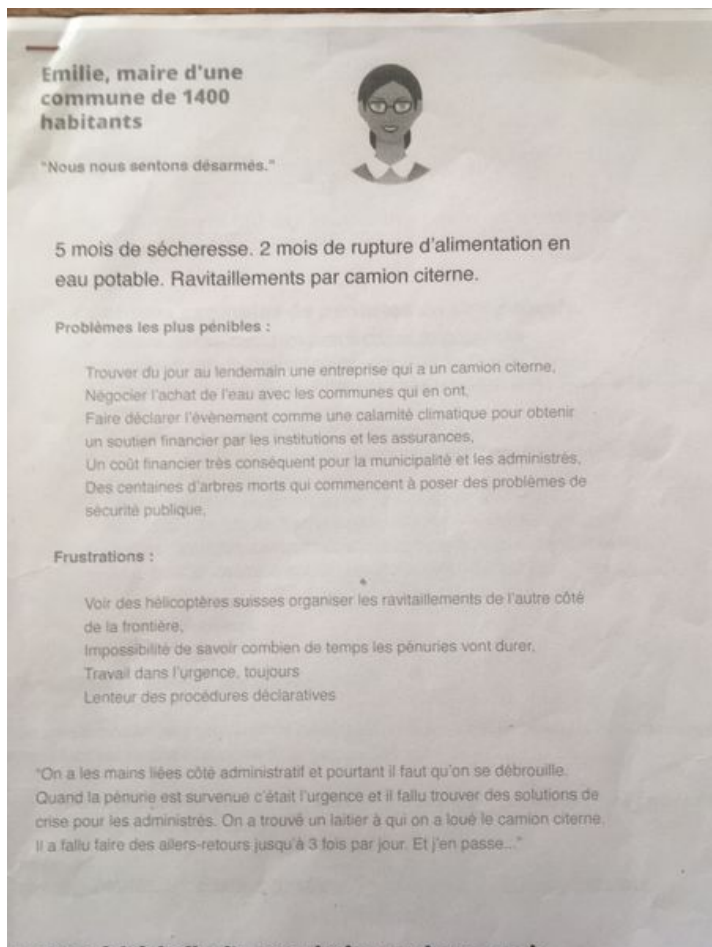 Emilie, maire d'une
commune de 1400
habitants
"Nous nous sentons désarmés."
5 mois de sécheresse. 2 mois de rupture d'alimentation en
eau potable. Ravitaillements par camion citerne.
Problèmes les plus pénibles :
Trouver du jour au lendemain une entreprise qui a un camion citerne,
Négocier l'achat de l'eau avec les communes qui en ont,
Faire déclarer l'évènement comme une calamité climatique pour obtenir
un soutien financier par les institutions et les assurances,
Un coût financier très conséquent pour la municipalité et les administrés,
Des centaines d'arbres morts qui commencent à poser des problèmes de
sécurité publique,
Frustrations :
Voir des hélicoptères suisses organiser les ravitaillements de l'autre côté
de la frontière,
Impossibilité de savoir combien de temps les pénuries vont durer,
Travail dans l'urgence, toujours
Lenteur des procédures déclaratives
"On a les mains liées côté administratif et pourtant il faut qu'on se débrouille.
Quand la pénurie est survenue c'était l'urgence et il fallu trouver des solutions de
crise pour les administrés. On a trouvé un laitier à qui on a loué le camion citerne.
Il a fallu faire des allers-retours jusqu'à 3 fois par jour. Et j'en passe..."